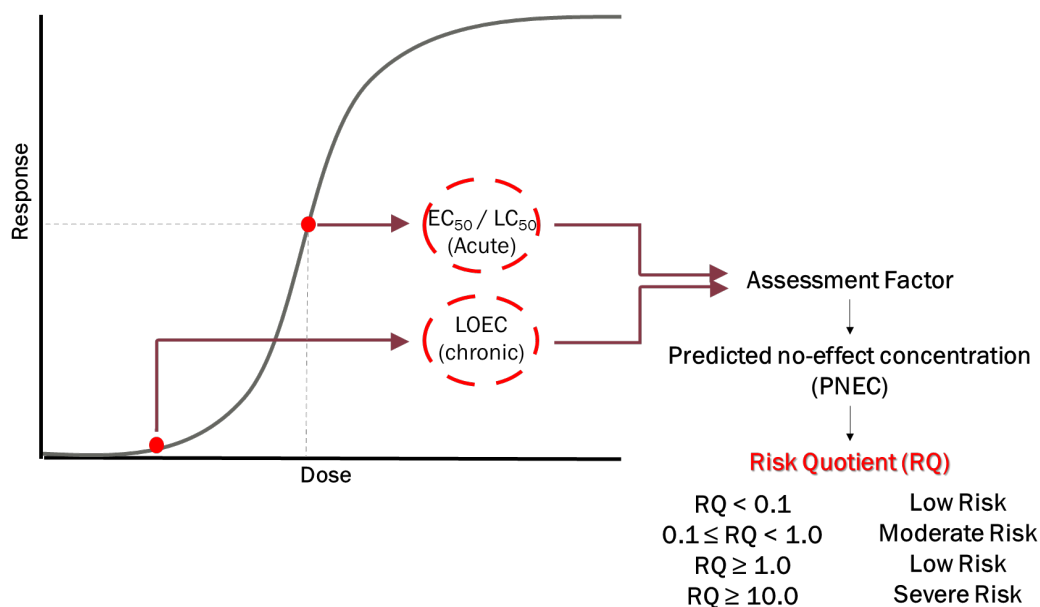 Response
EC₅₀ / LC₅₀
(Acute)
LOEC
(chronic)
Dose
Assessment Factor
Predicted no-effect concentration
(PNEC)
Risk Quotient (RQ)
RQ < 0.1 Low Risk
0.1 ≤ RQ < 1.0 Moderate Risk
RQ ≥ 1.0 Low Risk
RQ ≥ 10.0 Severe Risk